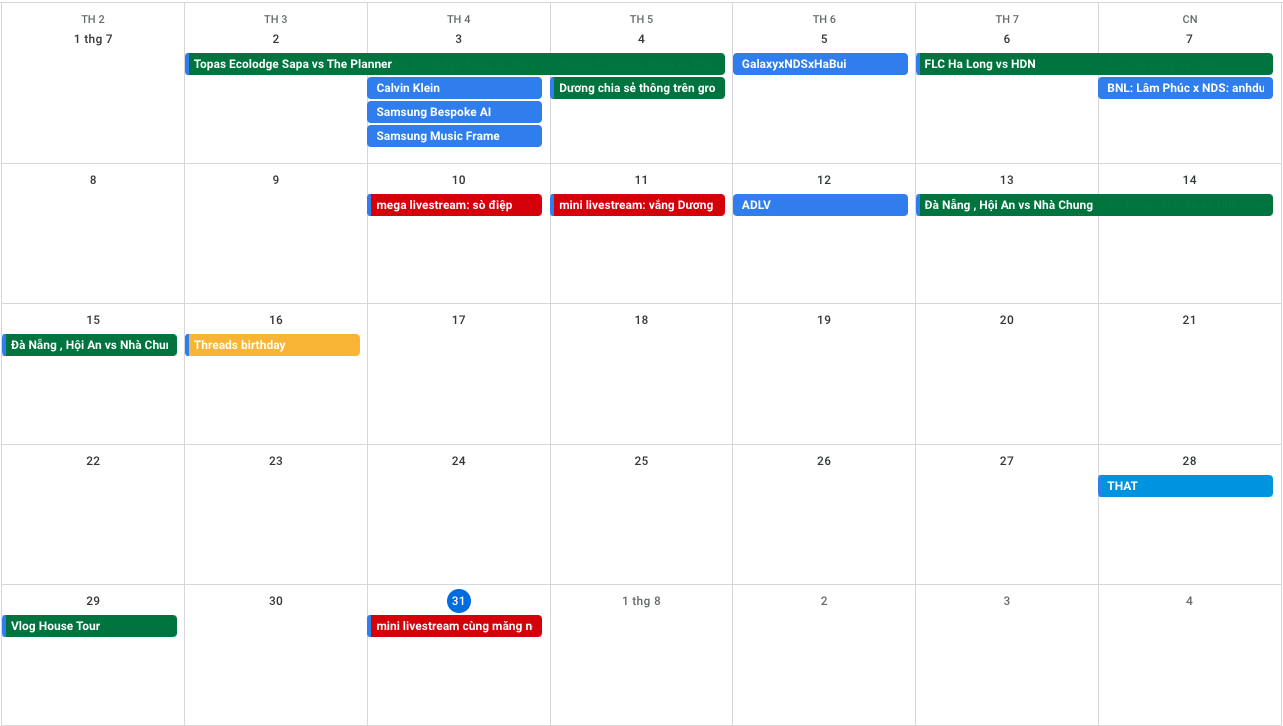 TH 2 TH 3 TH 4 TH 5 TH 6 TH 7 CN
1 thg 7 2 3 4 5 6 7
Topas Ecolodge Sapa vs The Planner GalaxyxNDSxHaBui FLC Ha Long vs HDN
Calvin Klein Dương chia sẻ thông trên gro BNL: Lâm Phúc x NDS: anhdu
Samsung Bespoke AI
Samsung Music Frame
8 9 10 11 12 13 14
mega livestream: sò điệp mini livestream: vắng Dương ADLV Đà Nẵng , Hội An vs Nhà Chung
15 16 17 18 19 20 21
Đà Nẵng , Hội An vs Nhà Chu Threads birthday
22 23 24 25 26 27 28
THAT
29 30 31 1 thg 8 2 3 4
Vlog House Tour mini livestream cùng măng n